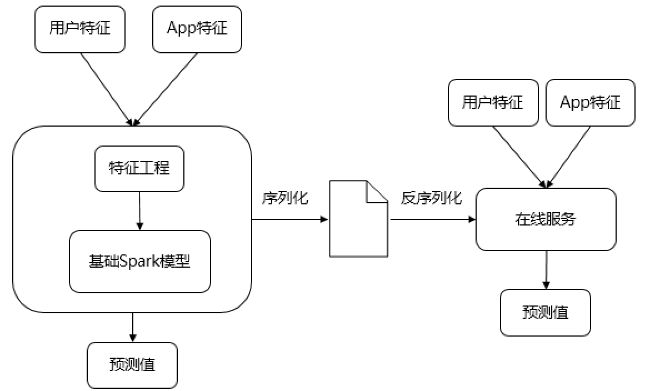 用户特征
App特征
特征工程
基础Spark模型
预测值
序列化
反序列化
用户特征
App特征
在线服务
预测值